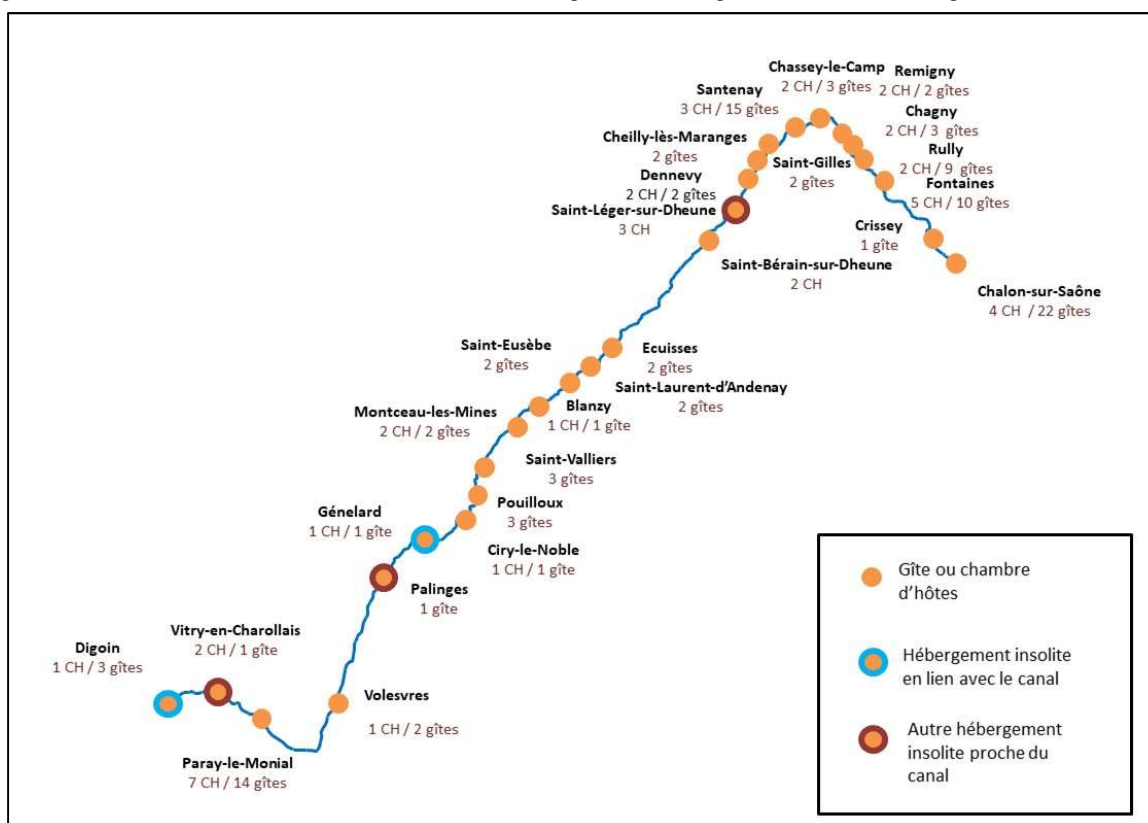 Chassey-le-Camp
2 CH / 3 gîtes
Remigny
2 CH / 2 gîtes
Santenay
3 CH / 15 gîtes
Chagny
2 CH / 3 gîtes
Cheilly-lès-Maranges
2 gîtes
Saint-Gilles
2 gîtes
Rully
2 CH / 9 gîtes
Dennevy
2 CH / 2 gîtes
Fontaines
5 CH / 10 gîtes
Saint-Léger-sur-Dheune
3 CH
Crissey
1 gîte
Saint-Bérain-sur-Dheune
2 CH
Chalon-sur-Saône
4 CH / 22 gîtes
Saint-Eusèbe
2 gîtes
Ecuisses
2 gîtes
Saint-Laurent-d'Andenay
2 gîtes
Montceau-les-Mines
2 CH / 2 gîtes
Blanzy
1 CH / 1 gîte
Saint-Valliers
3 gîtes
Génelard
1 CH / 1 gîte
Pouilloux
3 gîtes
Ciry-le-Noble
1 CH / 1 gîte
Palinges
1 gîte
Vitry-en-Charollais
2 CH / 1 gîte
Digoin
1 CH / 3 gîtes
Volesvres
1 CH / 2 gîtes
Paray-le-Monial
7 CH / 14 gîtes
Gîte ou chambre
d'hôtes
Hébergement insolite
en lien avec le canal
Autre hébergement
insolite proche du
canal